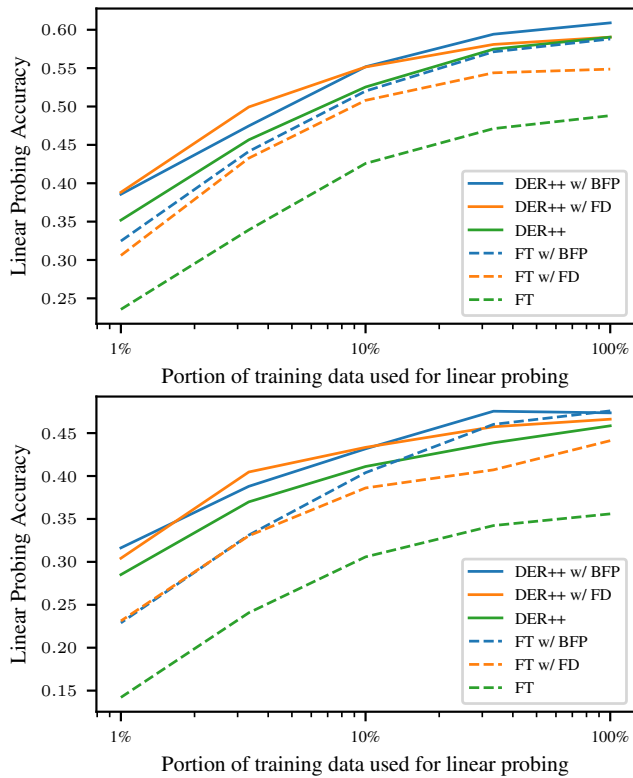 0.60
0.55
0.50
0.45
0.40
0.35
0.30
0.25
Linear Probing Accuracy
DER++ w/ BFP
DER++ w/ FD
DER++
FT w/ BFP
FT w/ FD
FT
1% 10% 100%
Portion of training data used for linear probing
0.45
0.40
0.35
0.30
0.25
0.20
0.15
Linear Probing Accuracy
DER++ w/ BFP
DER++ w/ FD
DER++
FT w/ BFP
FT w/ FD
FT
1% 10% 100%
Portion of training data used for linear probing